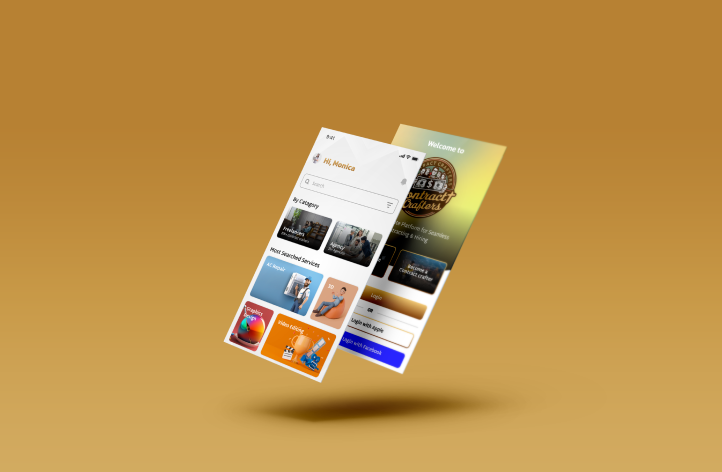 9:41
Hi, Monica
Search
By Category
Freelancers
Agency
Most Searched Services
AC Repair
3D
Graphics
Design
Video Editing
Welcome to
Contract
Crafters
Platform for Seamless
& Hiring
Become a
Contract crafter
Login
OR
Login with Apple
Login with Facebook